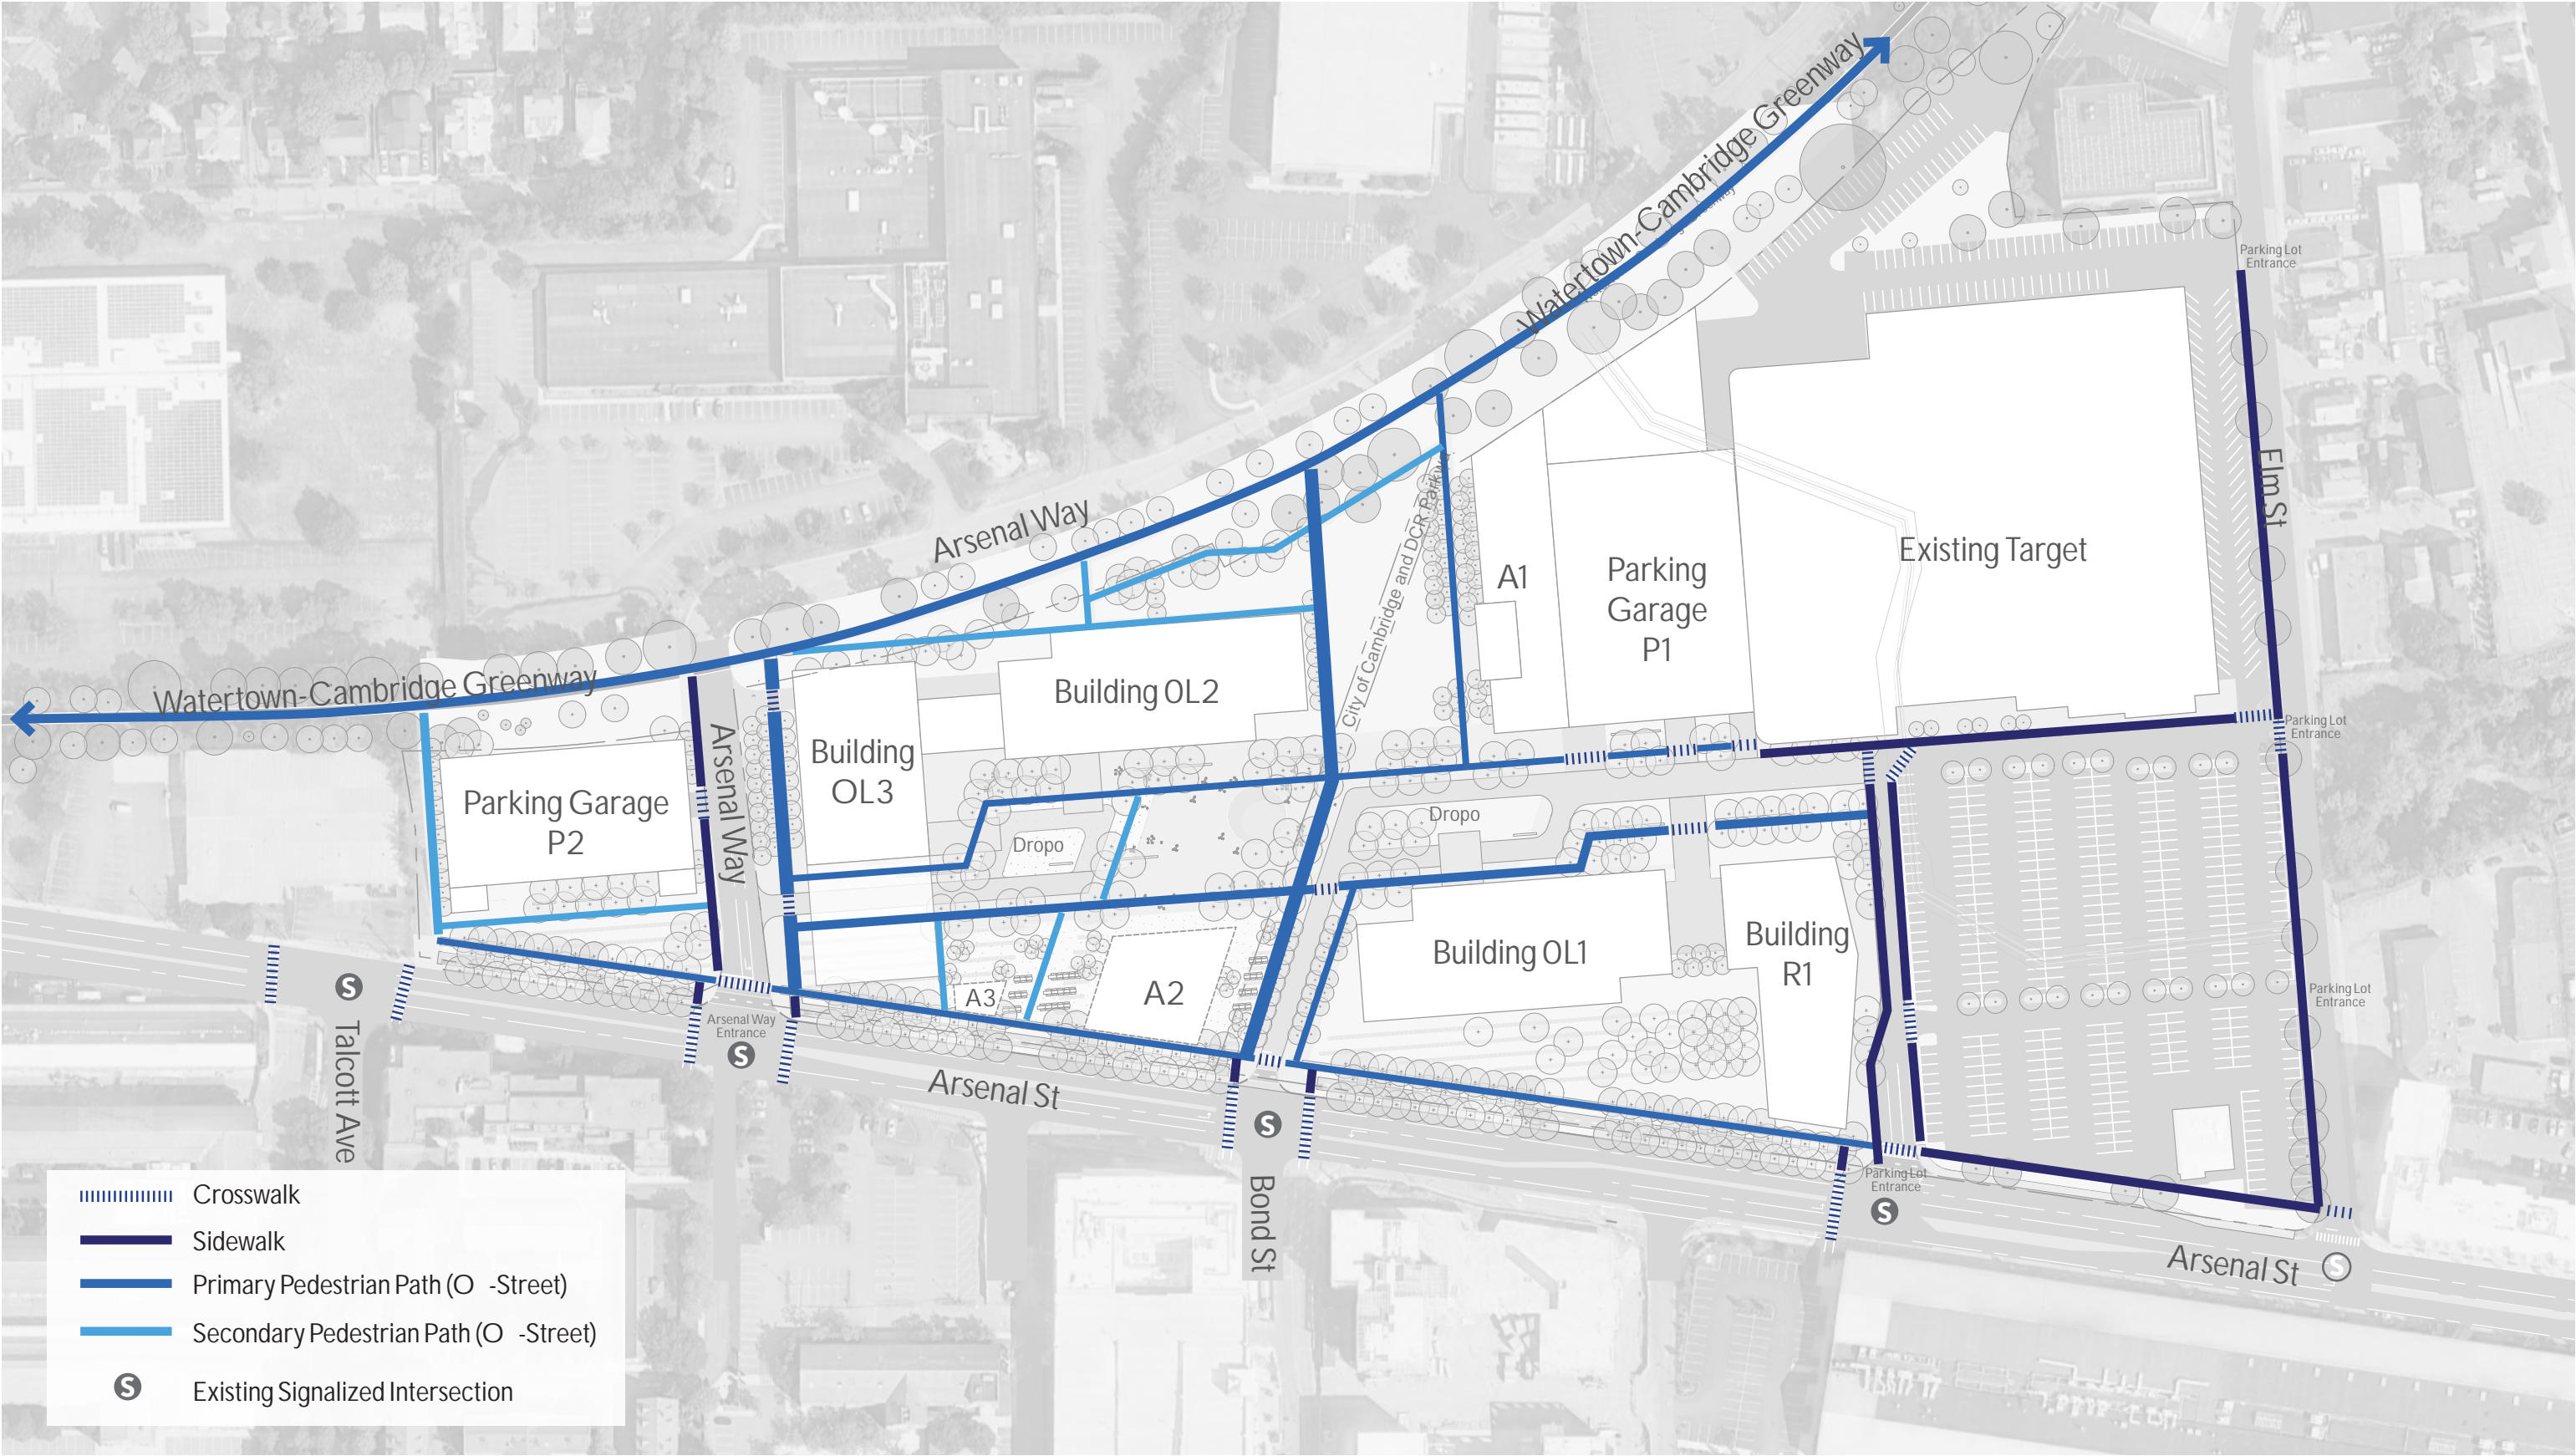 Watertown-Cambridge Greenway
Parking Lot
Entrance
Elm St
Arsenal Way
City of Cambridge and DCR Parkw
Existing Target
A1
Parking
Garage
P1
Building OL2
Watertown-Cambridge Greenway
Parking Lot
Entrance
Arsenal Way
Building
OL3
Parking Garage
P2
Dropo
Dropo
Building OL1
Building
R1
A3
A2
Parking Lot
Entrance
S
Talcott Ave
Arsenal Way
Entrance
S
Arsenal St
S
Bond St
Parking Lot
Entrance
S
Arsenal St
S
Crosswalk
Sidewalk
Primary Pedestrian Path (O -Street)
Secondary Pedestrian Path (O -Street)
S
Existing Signalized Intersection